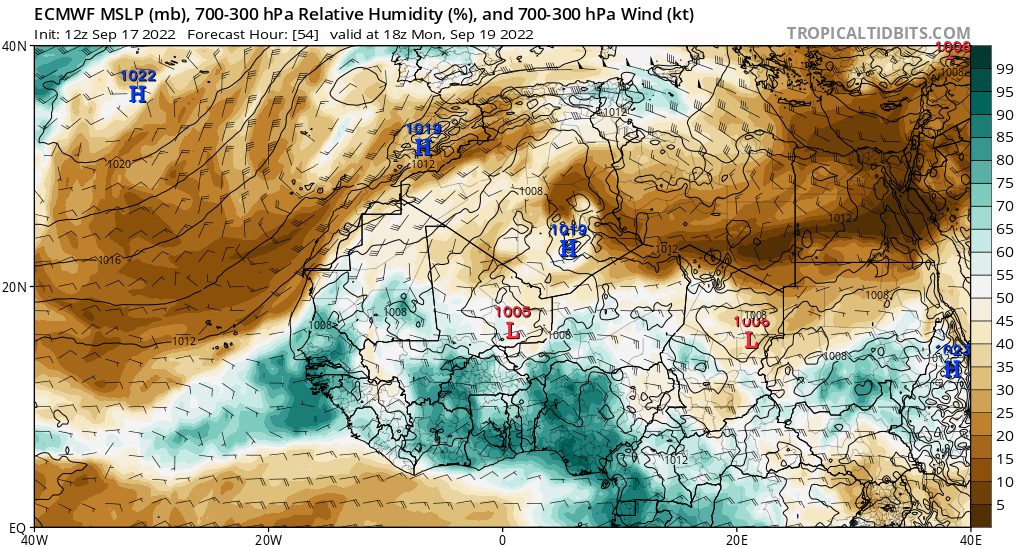 ECMWF MSLP (mb), 700-300 hPa Relative Humidity (%), and 700-300 hPa Wind (kt)
Init: 12z Sep 17 2022 Forecast Hour: [54] valid at 18z Mon, Sep 19 2022
TROPICALTIDBITS.COM
40N
20N
EQ
40W
20W
0
20E
40E
99
95
90
85
80
75
70
65
60
55
50
45
40
35
30
25
20
15
10
5
1022
H
1019
H
1012
1008
1008
1012
1020
1008
1019
H
1012
1012
1016
1008
1008
1005
L
1008
1008
1006
L
1008
1012
1008
H
1012